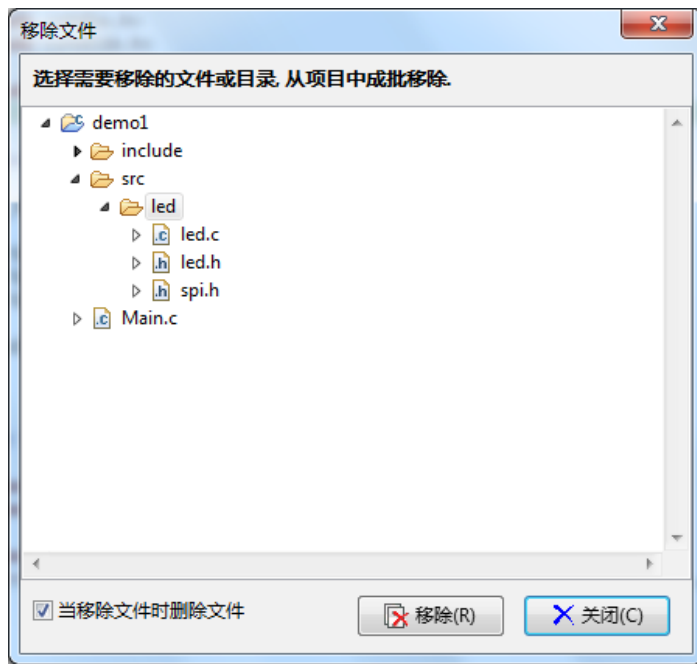 移除文件
选择需要移除的文件或目录, 从项目中成批移除.
demo1
include
src
led
led.c
led.h
spi.h
Main.c
当移除文件时删除文件
移除(R)
关闭(C)